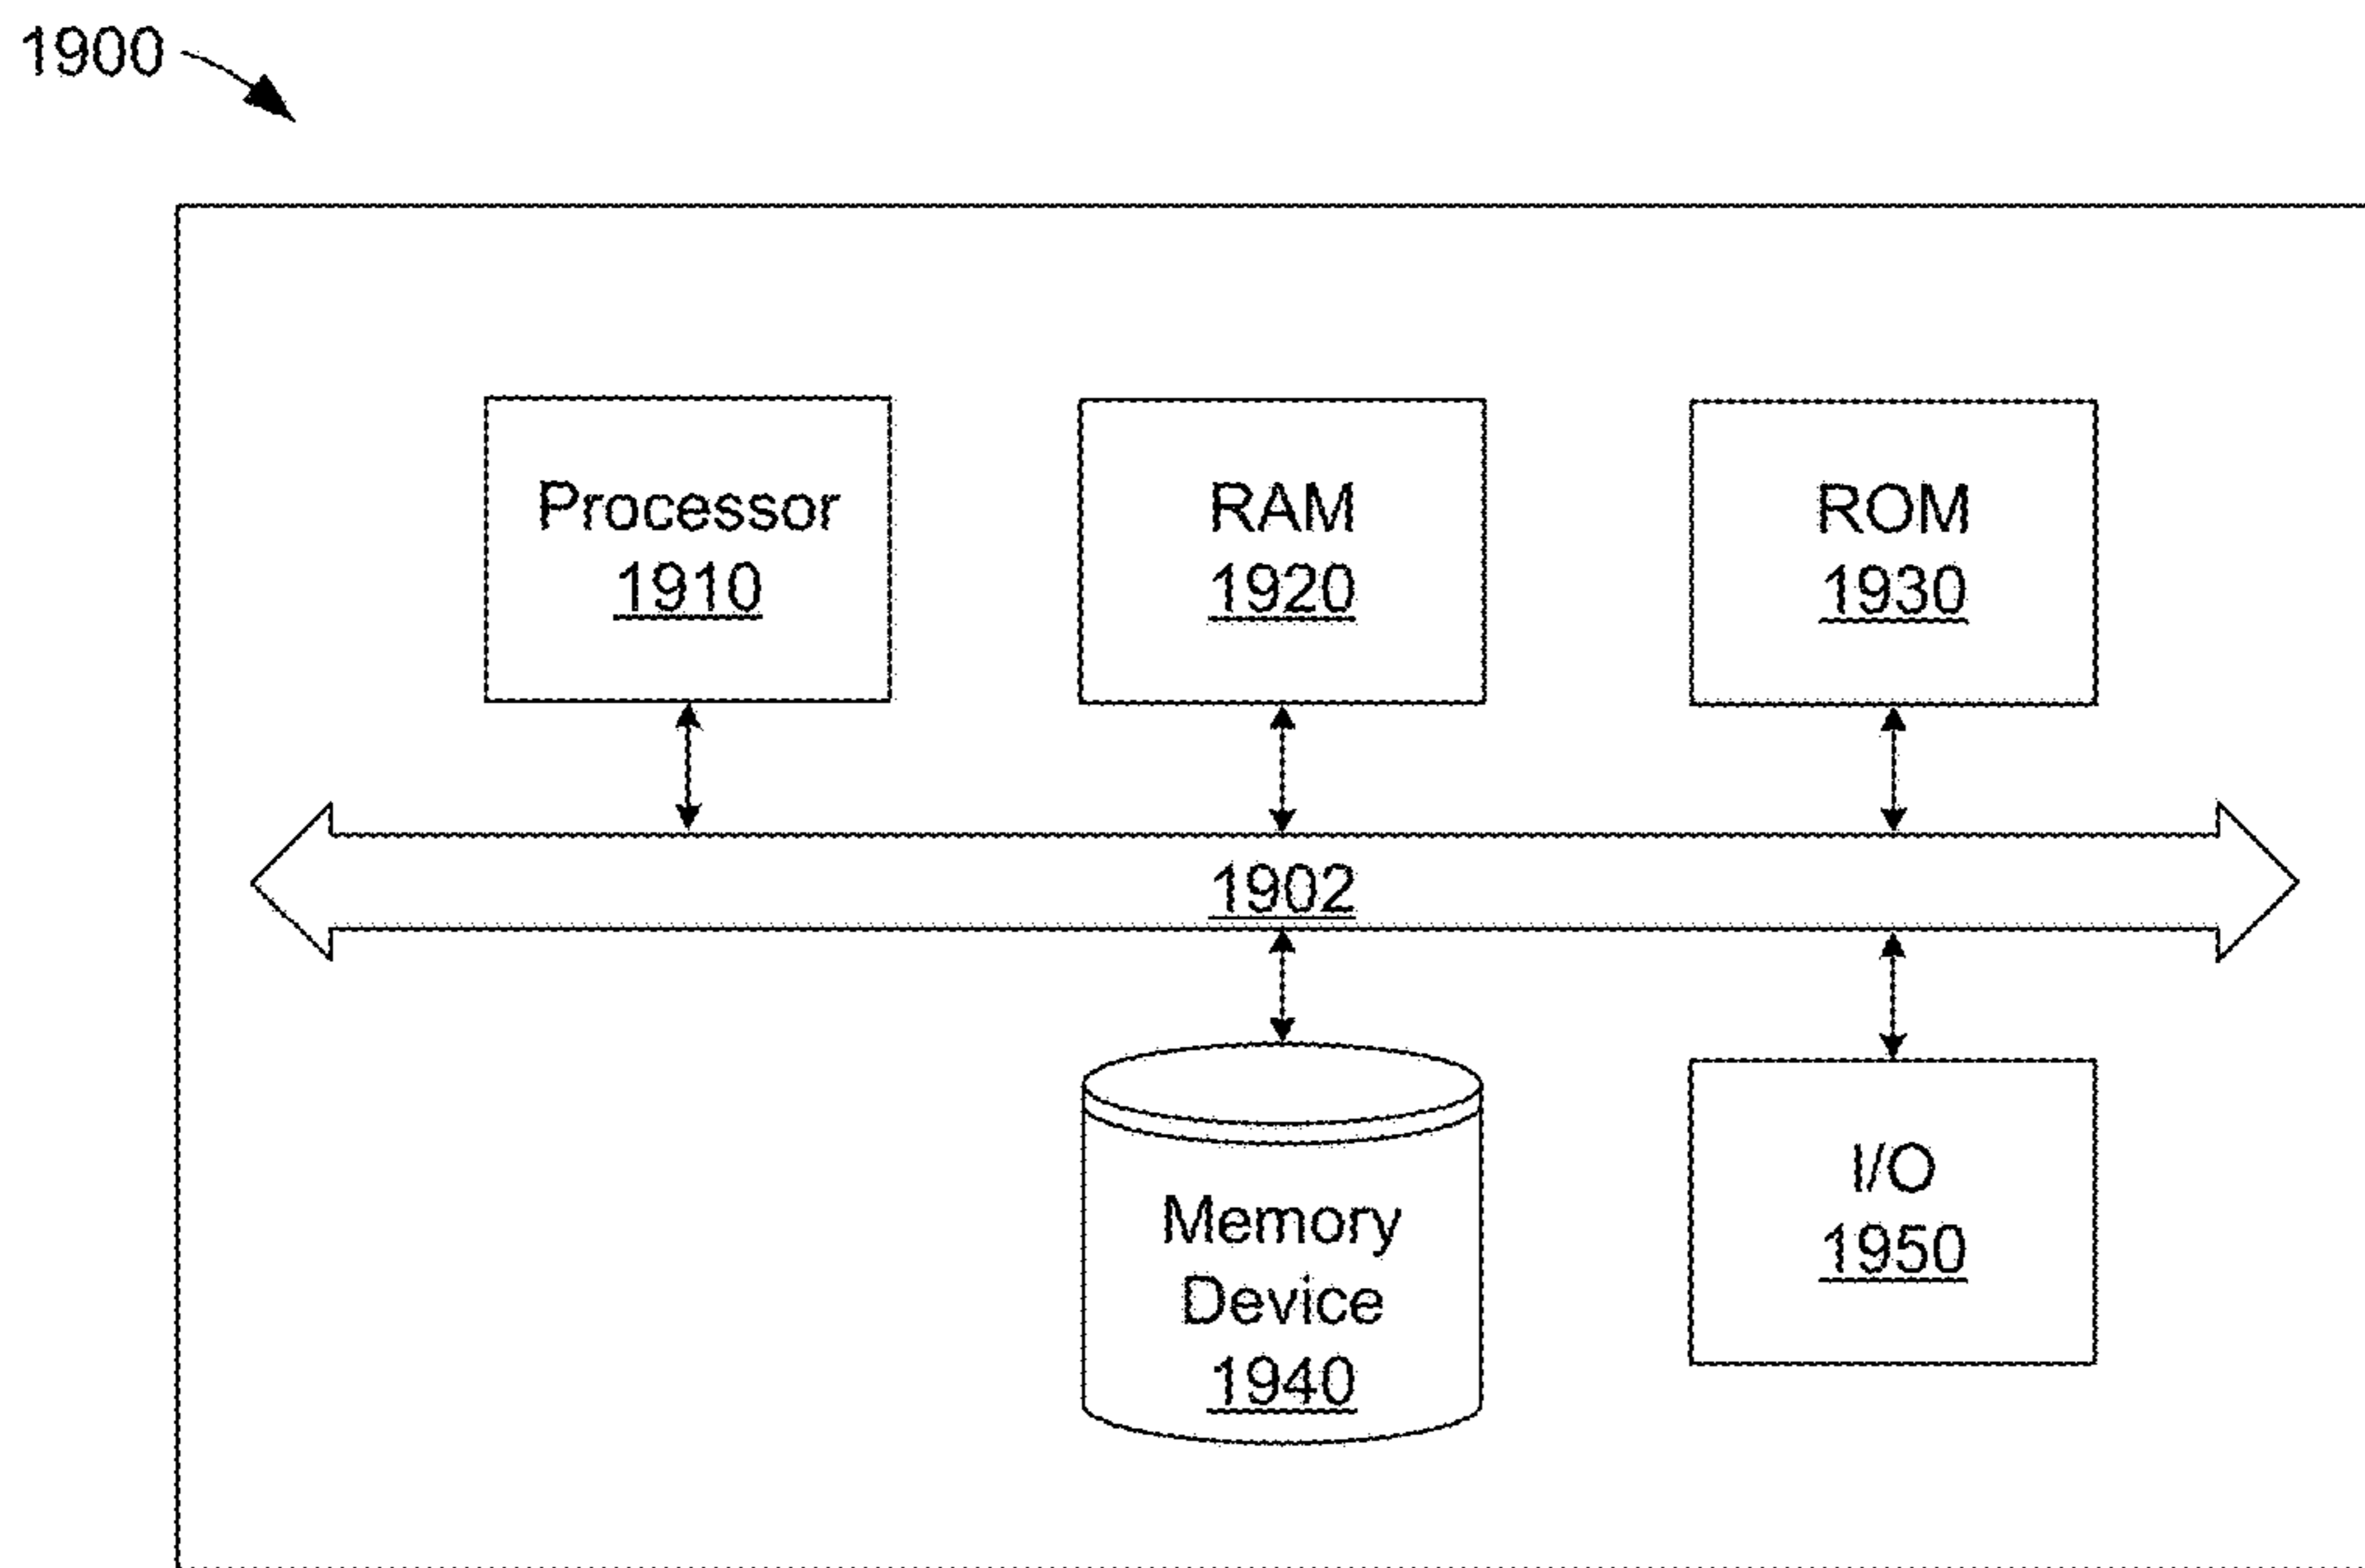 1900
Processor
1910
RAM
1920
ROM
1930
1902
Memory
Device
1940
I/O
1950